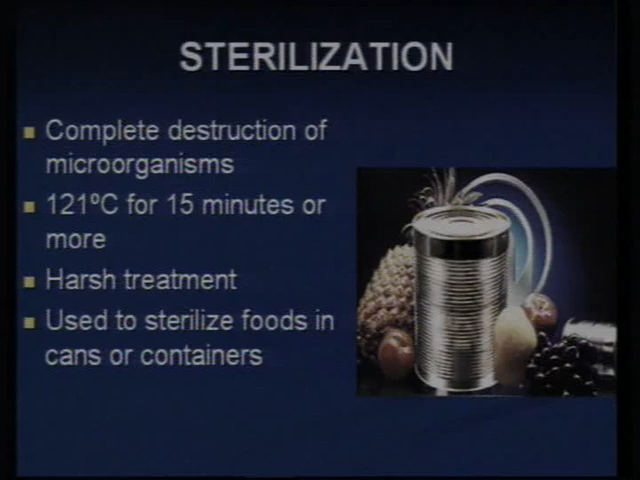 STERILIZATION
Complete destruction of
microorganisms
121ºC for 15 minutes or
more
Harsh treatment
Used to sterilize foods in
cans or containers